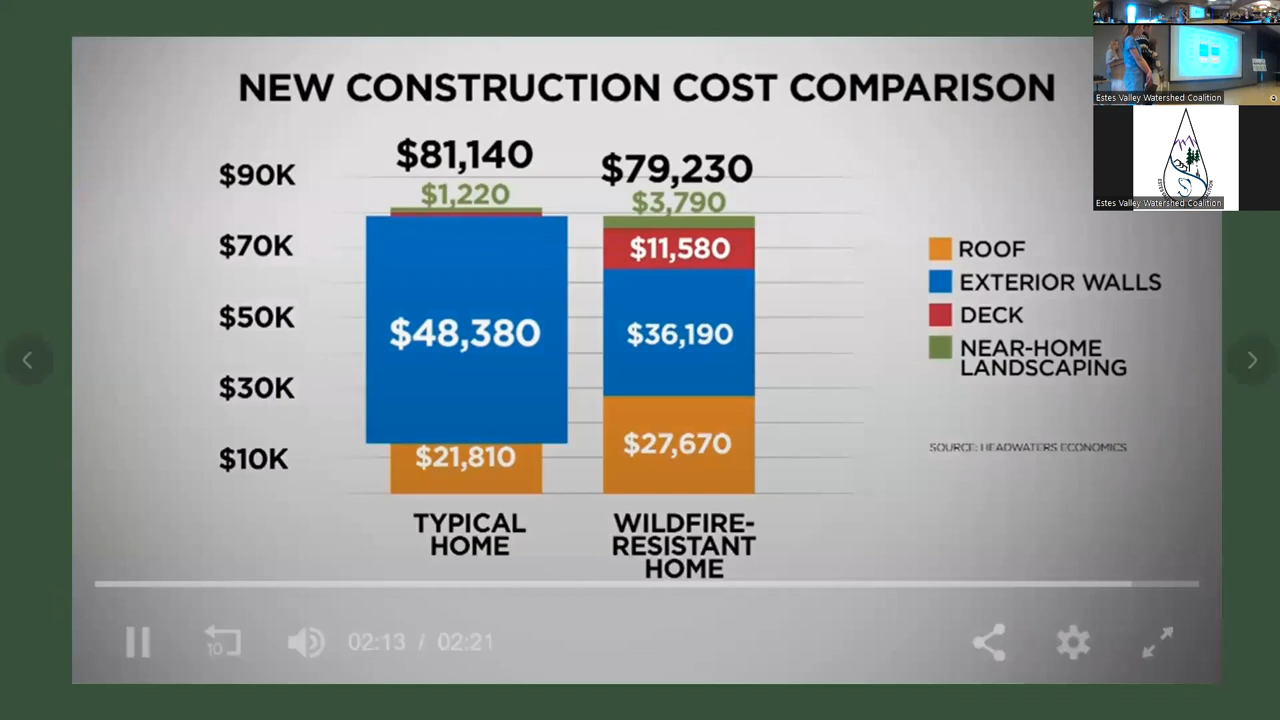 NEW CONSTRUCTION COST COMPARISON
$90K
$70K
$50K
$30K
$10K
$81,140
$1,220
$48,380
$21,810
TYPICAL
HOME
$79,230
$3,790
$11,580
$36,190
$27,670
WILDFIRE-
RESISTANT
HOME
ROOF
EXTERIOR WALLS
DECK
NEAR-HOME
LANDSCAPING
SOURCE: HEADWATERS ECONOMICS
10
02:13 / 02:21
Estes Valley Watershed Coalition
Estes Valley Watershed Coalition